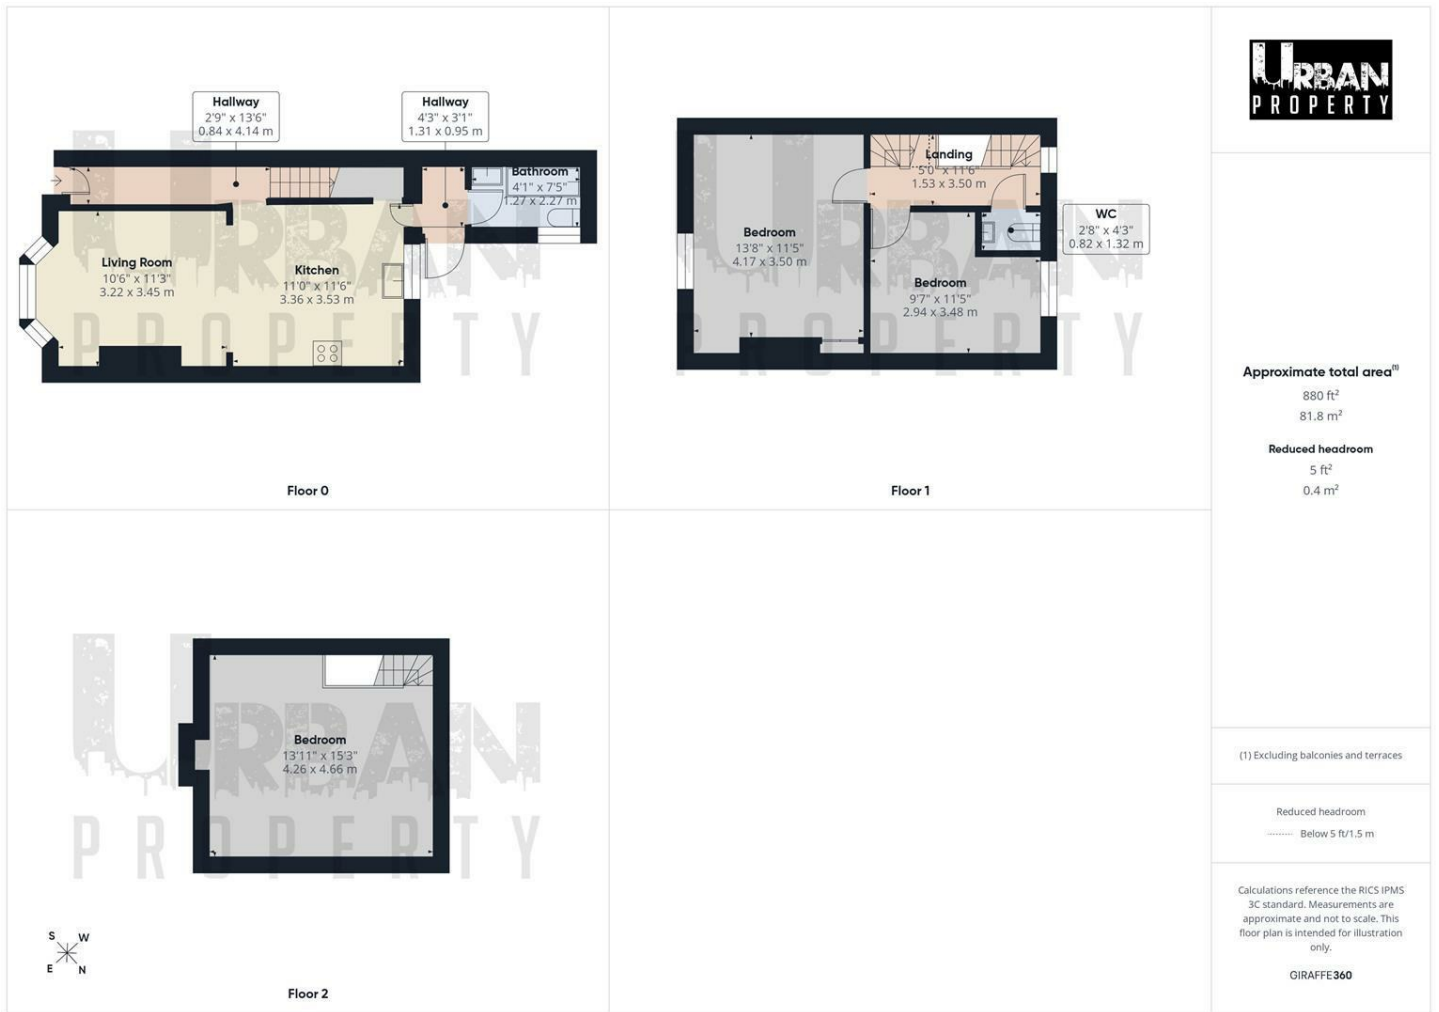 Hallway
2'9" x 13'6"
0.84 x 4.14 m
Hallway
4'3" x 3'1"
1.31 x 0.95 m
Bathroom
4'1" x 7'5"
1.27 x 2.27 m
Living Room
10'6" x 11'3"
3.22 x 3.45 m
Kitchen
11'0" x 11'6"
3.36 x 3.53 m
URBAN
PROPERTY
Floor 0
Landing
5'0" x 11'6"
1.53 x 3.50 m
WC
2'8" x 4'3"
0.82 x 1.32 m
Bedroom
13'8" x 11'5"
4.17 x 3.50 m
Bedroom
9'7" x 11'5"
2.94 x 3.48 m
URBAN
PROPERTY
Floor 1
Bedroom
13'11" x 15'3"
4.26 x 4.66 m
URBAN
PROPERTY
S W
E N
Floor 2
URBAN
PROPERTY
Approximate total area(1)
880 ft²
81.8 m²
Reduced headroom
5 ft²
0.4 m²
(1) Excluding balconies and terraces
Reduced headroom
Below 5 ft/1.5 m
Calculations reference the RICS IPMS
3C standard. Measurements are
approximate and not to scale. This
floor plan is intended for illustration
only.
GIRAFFE360